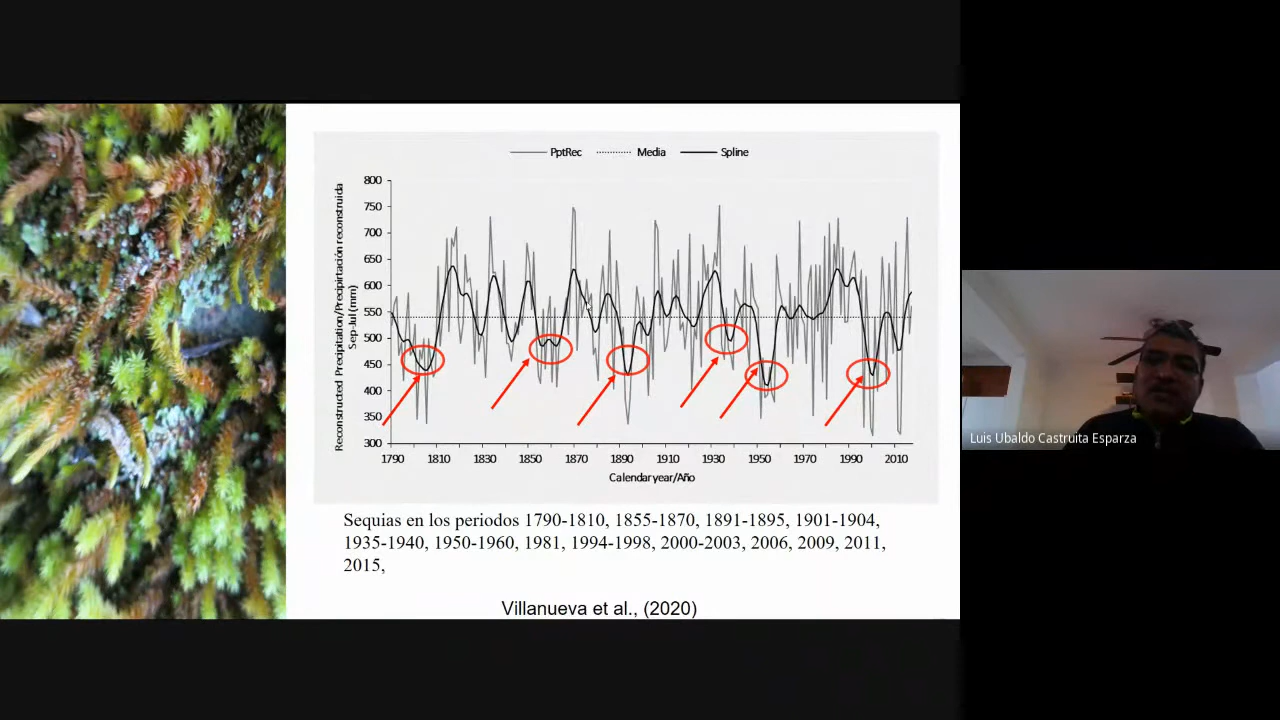 PptRec Media Spline
Reconstructed Precipitation/Precipirtación reconstruida
Sep-Jul (mm)
800
750
700
650
600
550
500
450
400
350
300
1790 1810 1830 1850 1870 1890 1910 1930 1950 1970 1990 2010
Calendaryear/Año
Sequias en los periodos 1790-1810, 1855-1870, 1891-1895, 1901-1904,
1935-1940, 1950-1960, 1981, 1994-1998, 2000-2003, 2006, 2009, 2011,
2015,
Villanueva et al., (2020)
Luis Ubaldo Castruita Esparza